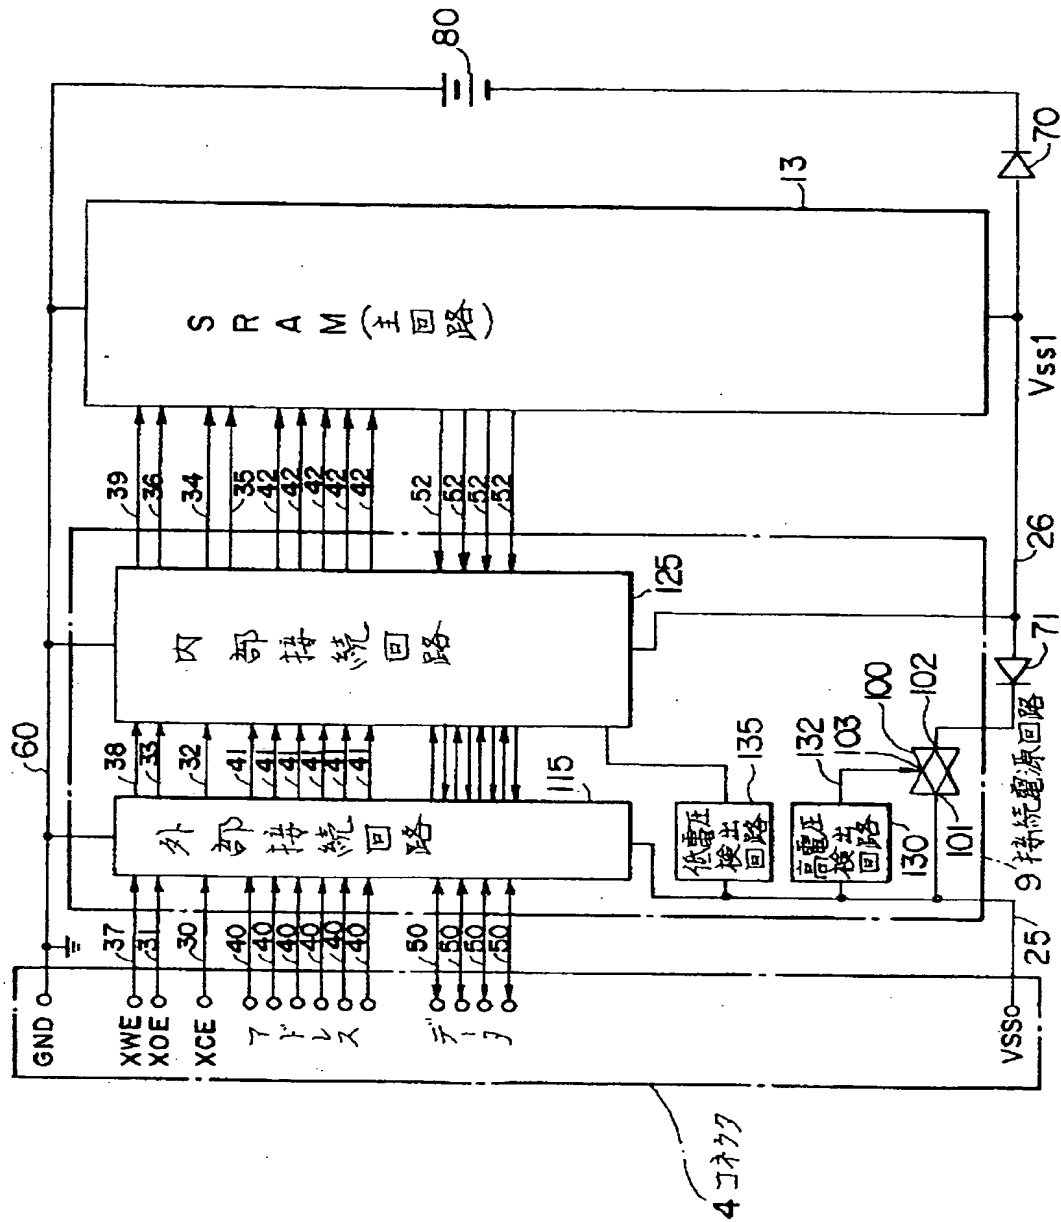 GND
XWE
XOE
XCE
アドレス
データ
VSS0
4 コネクタ
60
37
31
30
40
40
40
40
40
40
50
50
50
50
25
外部接続回路
115
38
33
32
41
41
41
41
41
41
内部接続回路
125
低電圧
検出
回路
135
高電圧
検出
回路
130
132
103
100
102
101
9'接続電源回路
71
26
39
36
34
35
42
42
42
42
42
52
52
52
52
SRAM(主回路)
13
Vss1
70
80